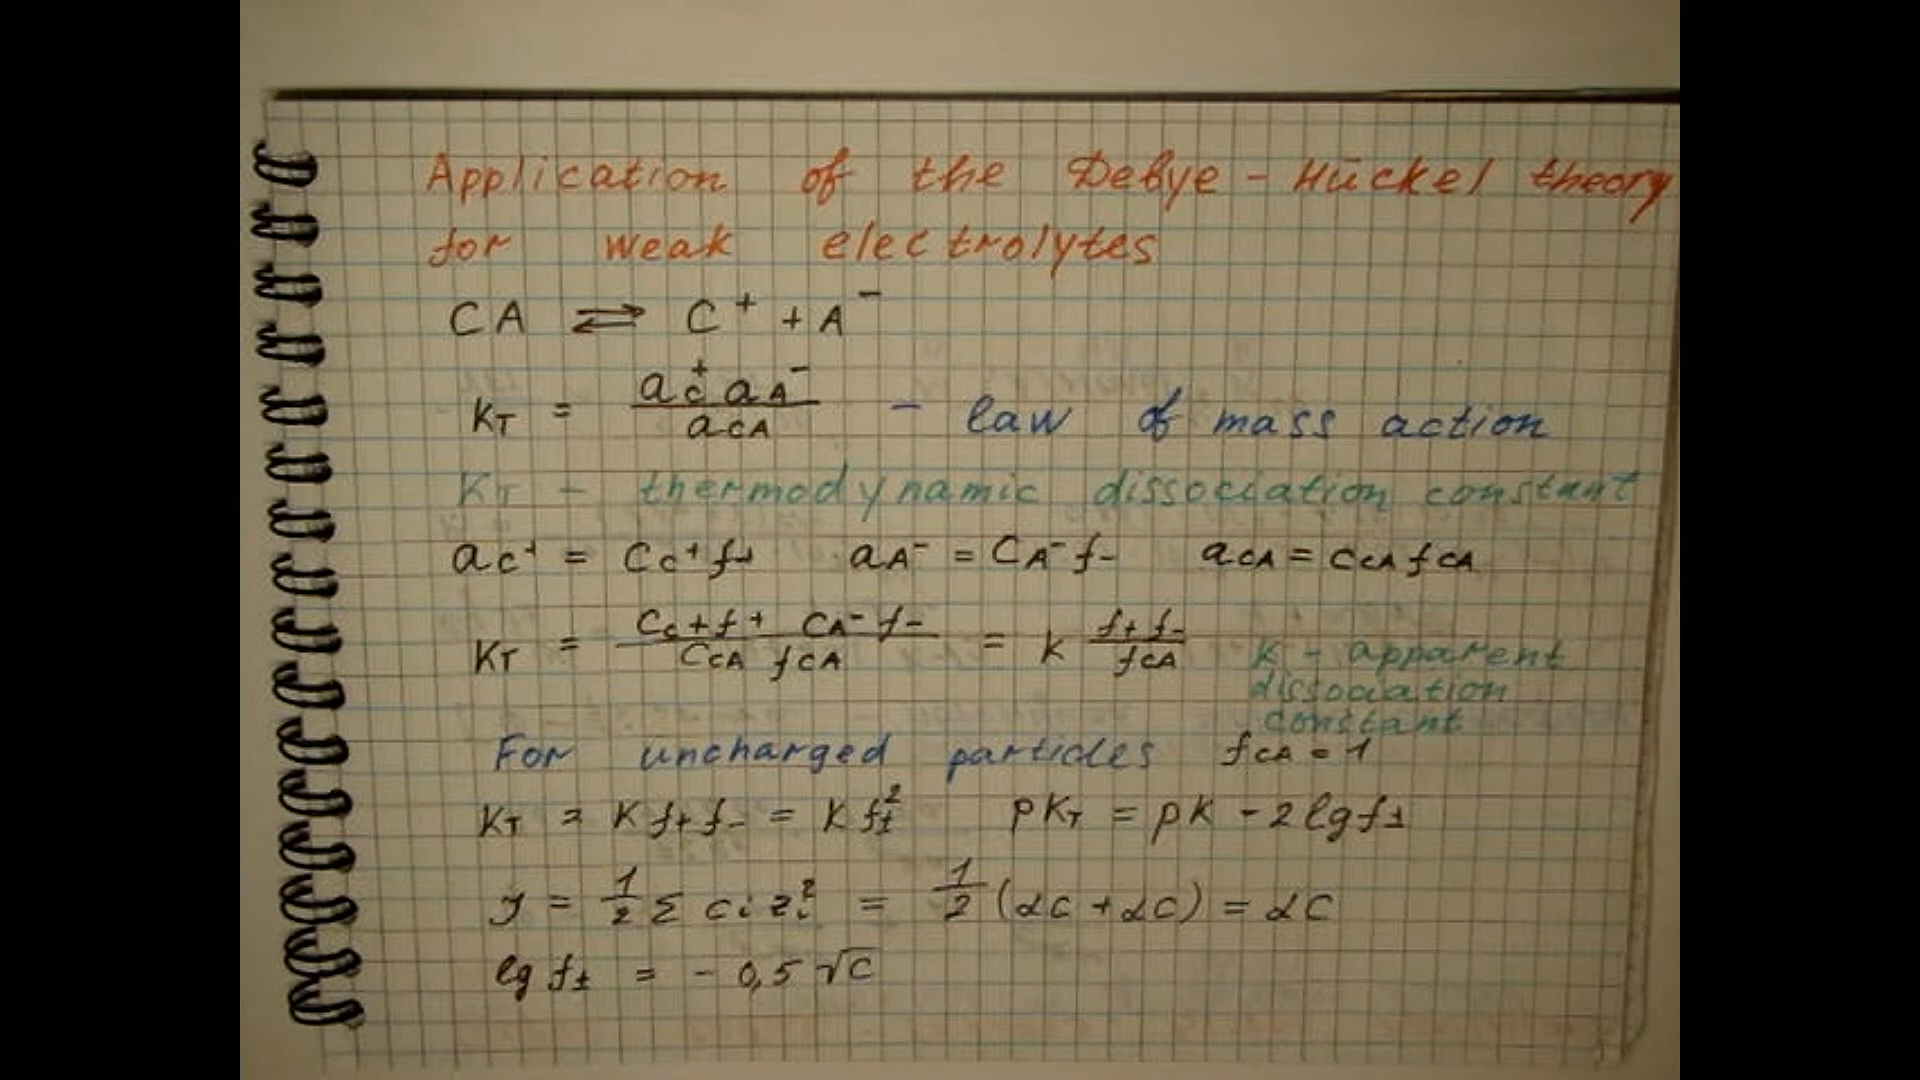 Application of the Debye - Hückel theory
for weak electrolytes
CA ⇌ C⁺ + A⁻
K_T = a_C⁺ a_A⁻ / a_CA - law of mass action
K_T - thermodynamic dissociation constant
a_C⁺ = C_C⁺ f₊ a_A⁻ = C_A⁻ f₋ a_CA = C_CA f_CA
K_T = C_C⁺ f₊ C_A⁻ f₋ / C_CA f_CA = K f₊ f₋ / f_CA K - apparent
dissociation
constant
For uncharged particles f_CA = 1
K_T = K f₊ f₋ = K f±² pK_T = pK - 2 lg f±
J = 1/2 Σ c_i z_i² = 1/2 (αC + αC) = αC
lg f± = - 0,5 √C